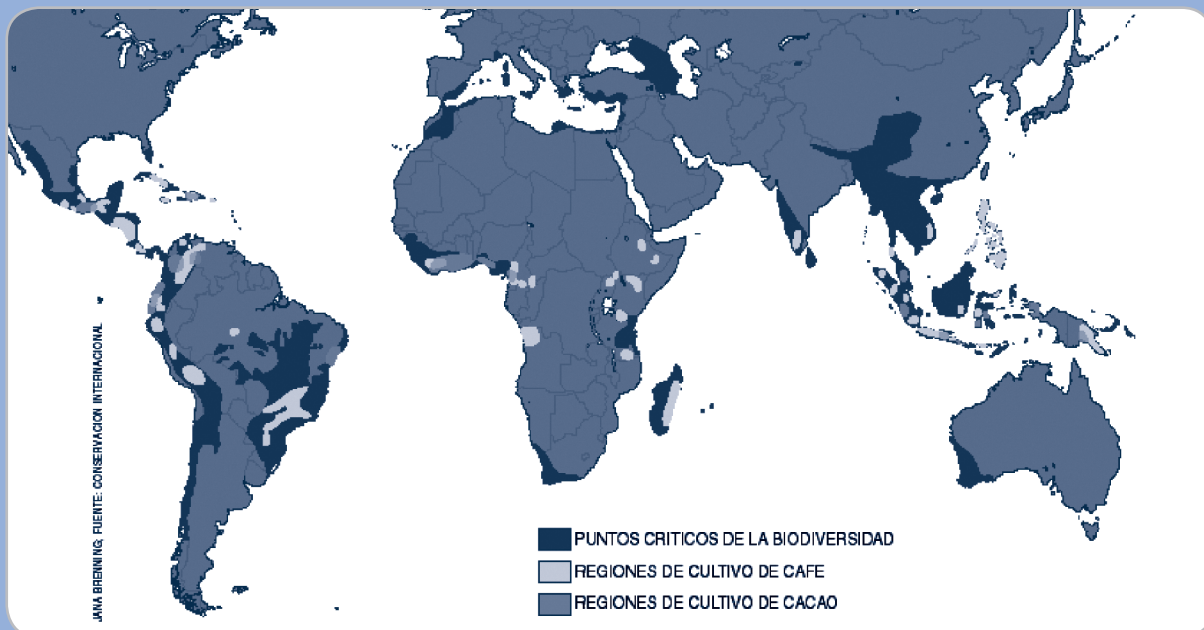 JANA BRENNING; FUENTE: CONSERVACION INTERNACIONAL
PUNTOS CRITICOS DE LA BIODIVERSIDAD
REGIONES DE CULTIVO DE CAFE
REGIONES DE CULTIVO DE CACAO